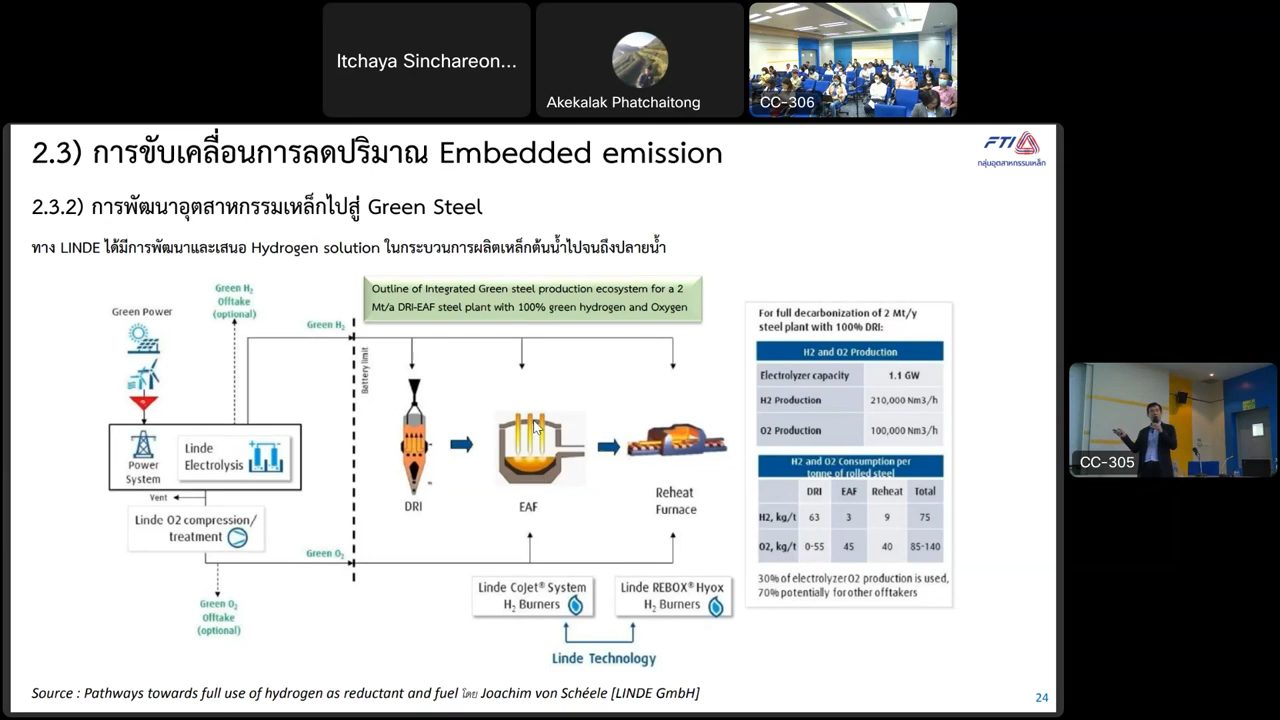 Itchaya Sinchareon...
Akekalak Phatchaitong
CC-306
2.3) การขับเคลื่อนการลดปริมาณ Embedded emission
FTI
กลุ่มอุตสาหกรรมเหล็ก
2.3.2) การพัฒนาอุตสาหกรรมเหล็กไปสู่ Green Steel
ทาง LINDE ได้มีการพัฒนาและเสนอ Hydrogen solution ในกระบวนการผลิตเหล็กต้นน้ำไปจนถึงปลายน้ำ
Outline of Integrated Green steel production ecosystem for a 2
Mt/a DRI-EAF steel plant with 100% green hydrogen and Oxygen
Green Power
Green H₂
Offtake
(optional)
Green H₂
Battery limit
Power
System
Linde
Electrolysis
Vent
Linde O2 compression/
treatment
Green O₂
Green O₂
Offtake
(optional)
DRI
EAF
Reheat
Furnace
Linde CoJet® System
H₂ Burners
Linde REBOX® Hyox
H₂ Burners
Linde Technology
For full decarbonization of 2 Mt/y
steel plant with 100% DRI:
H2 and O2 Production
Electrolyzer capacity 1.1 GW
H2 Production 210,000 Nm3/h
O2 Production 100,000 Nm3/h
H2 and O2 Consumption per
tonne of rolled steel
DRI EAF Reheat Total
H2, kg/t 63 3 9 75
O2, kg/t 0-55 45 40 85-140
30% of electrolyzer O2 production is used,
70% potentially for other offtakers
CC-305
Source : Pathways towards full use of hydrogen as reductant and fuel โดย Joachim von Schéele [LINDE GmbH]
24